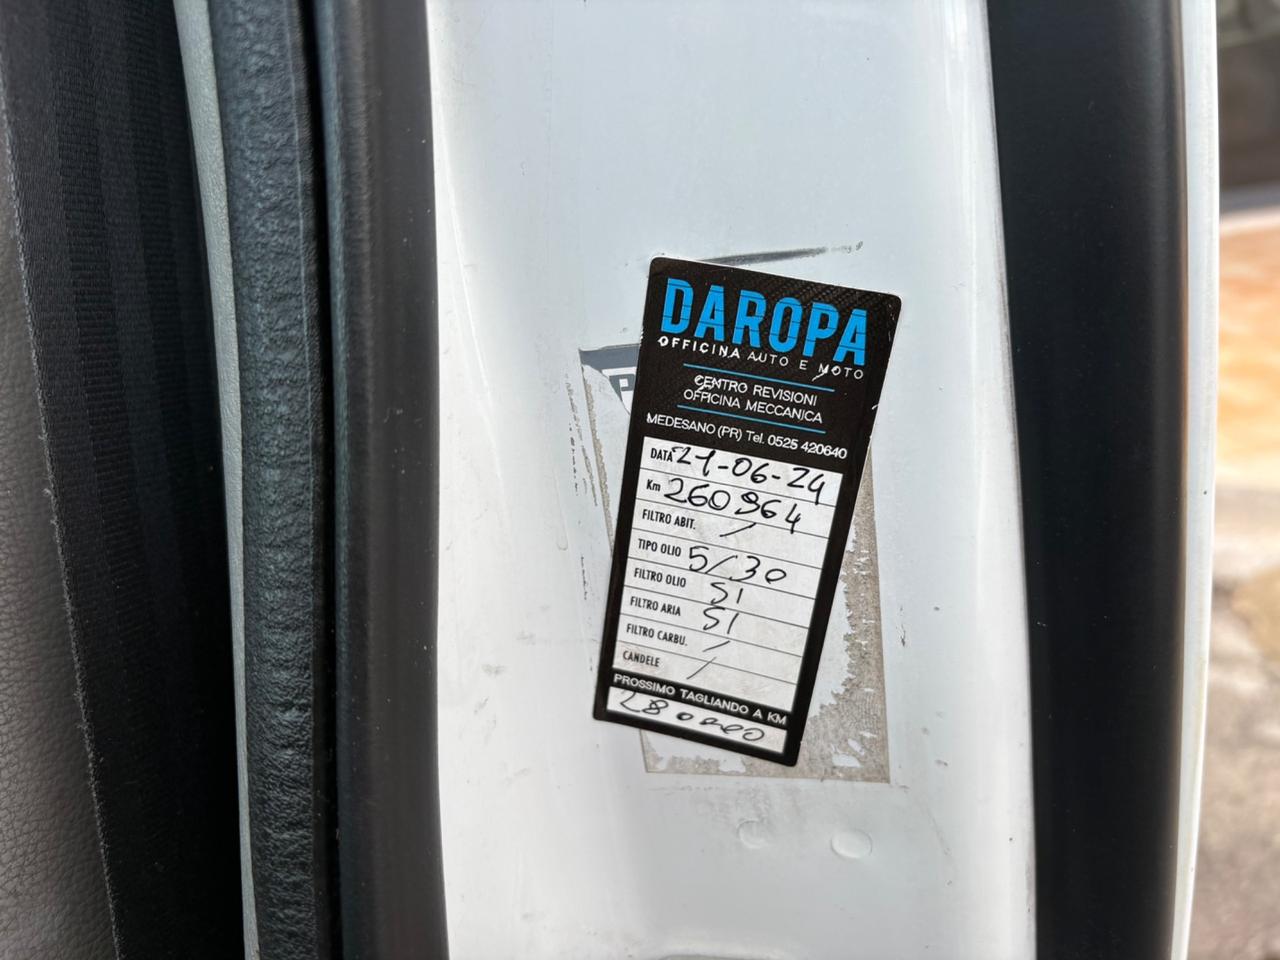 DAROPA
OFFICINA AUTO E MOTO
CENTRO REVISIONI
OFFICINA MECCANICA
MEDESANO (PR) Tel. 0525 420640
DATA 21-06-24
Km 260964
FILTRO ABIT. /
TIPO OLIO 5/30
FILTRO OLIO SI
FILTRO ARIA SI
FILTRO CARBU. /
CANDELE /
PROSSIMO TAGLIANDO A KM
280000